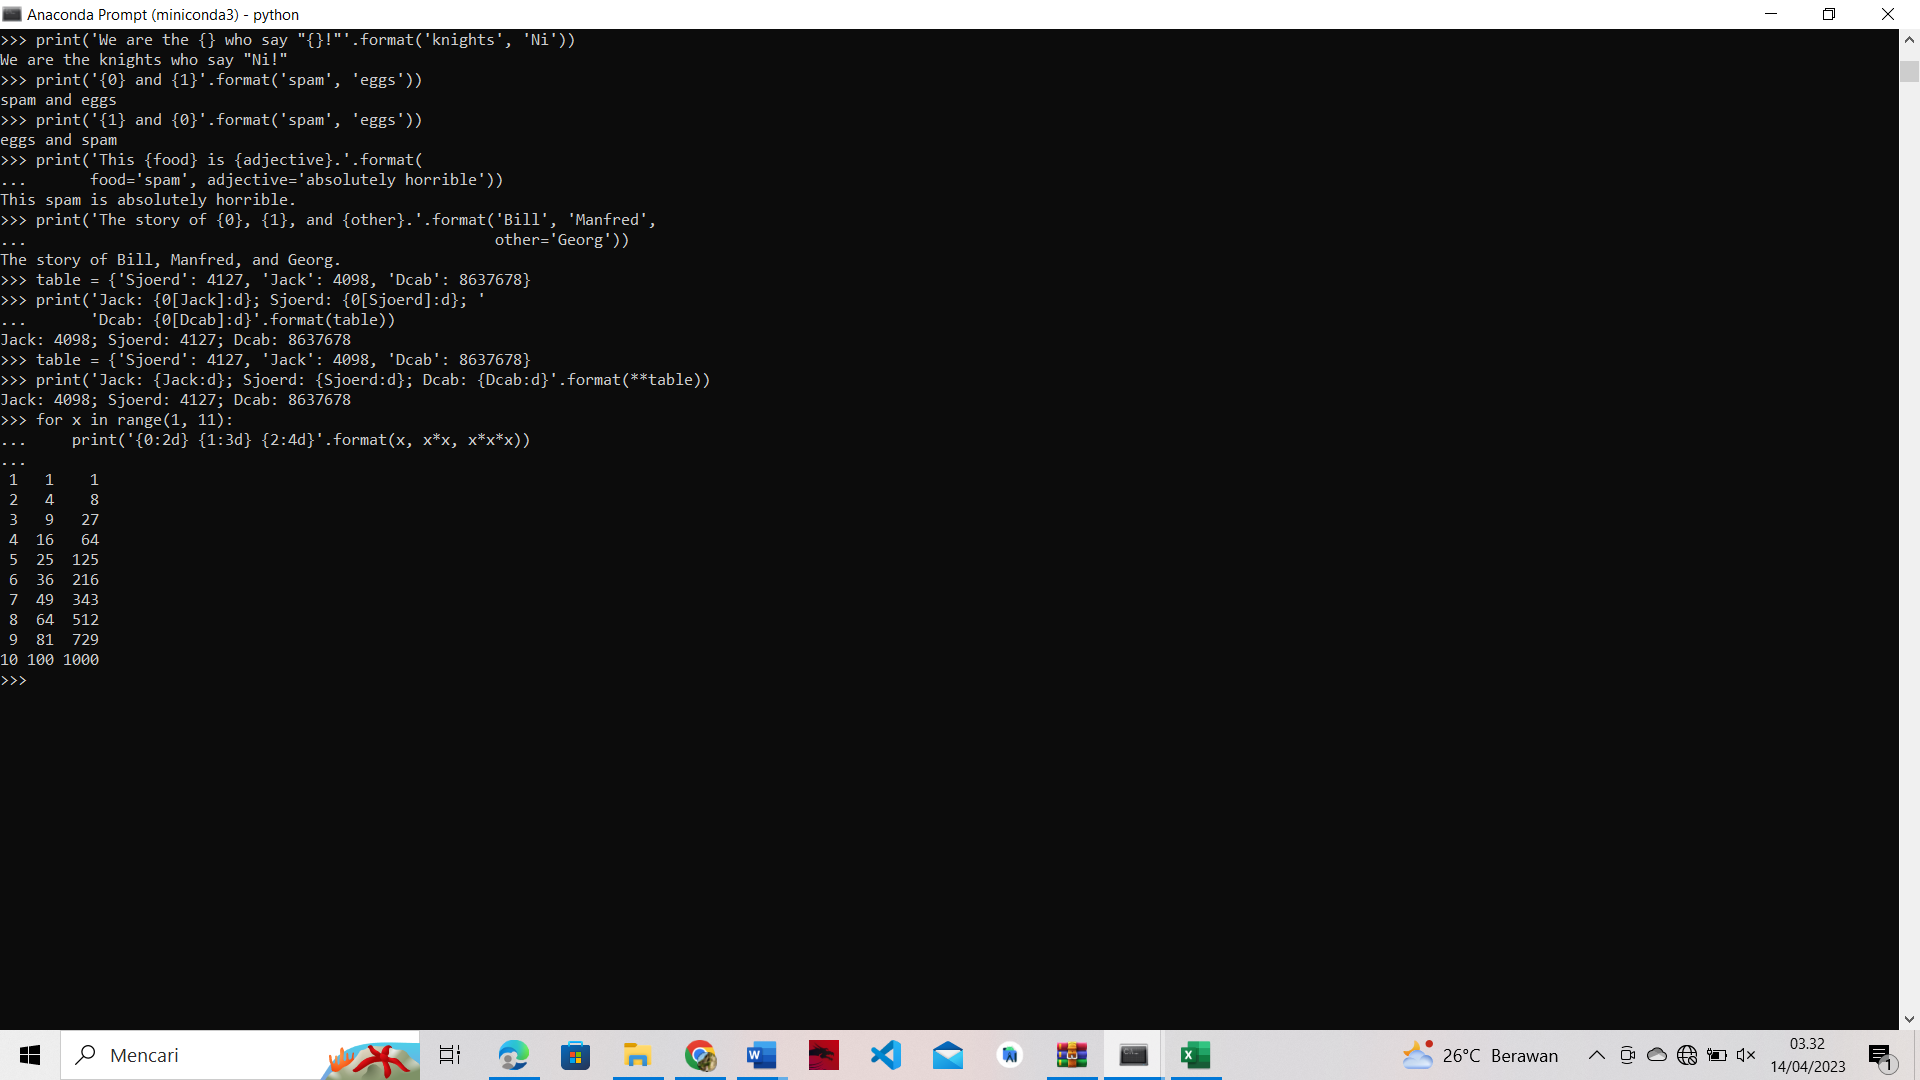 Anaconda Prompt (miniconda3) - python
>>> print('We are the {} who say "{}!"'.format('knights', 'Ni'))
We are the knights who say "Ni!"
>>> print('{0} and {1}'.format('spam', 'eggs'))
spam and eggs
>>> print('{1} and {0}'.format('spam', 'eggs'))
eggs and spam
>>> print('This {food} is {adjective}.'.format(
...       food='spam', adjective='absolutely horrible'))
This spam is absolutely horrible.
>>> print('The story of {0}, {1}, and {other}.'.format('Bill', 'Manfred',
...                                                    other='Georg'))
The story of Bill, Manfred, and Georg.
>>> table = {'Sjoerd': 4127, 'Jack': 4098, 'Dcab': 8637678}
>>> print('Jack: {0[Jack]:d}; Sjoerd: {0[Sjoerd]:d}; '
...       'Dcab: {0[Dcab]:d}'.format(table))
Jack: 4098; Sjoerd: 4127; Dcab: 8637678
>>> table = {'Sjoerd': 4127, 'Jack': 4098, 'Dcab': 8637678}
>>> print('Jack: {Jack:d}; Sjoerd: {Sjoerd:d}; Dcab: {Dcab:d}'.format(**table))
Jack: 4098; Sjoerd: 4127; Dcab: 8637678
>>> for x in range(1, 11):
...     print('{0:2d} {1:3d} {2:4d}'.format(x, x*x, x*x*x))
...
 1   1    1
 2   4    8
 3   9   27
 4  16   64
 5  25  125
 6  36  216
 7  49  343
 8  64  512
 9  81  729
10 100 1000
>>>
Mencari
26°C Berawan
03.32
14/04/2023
1